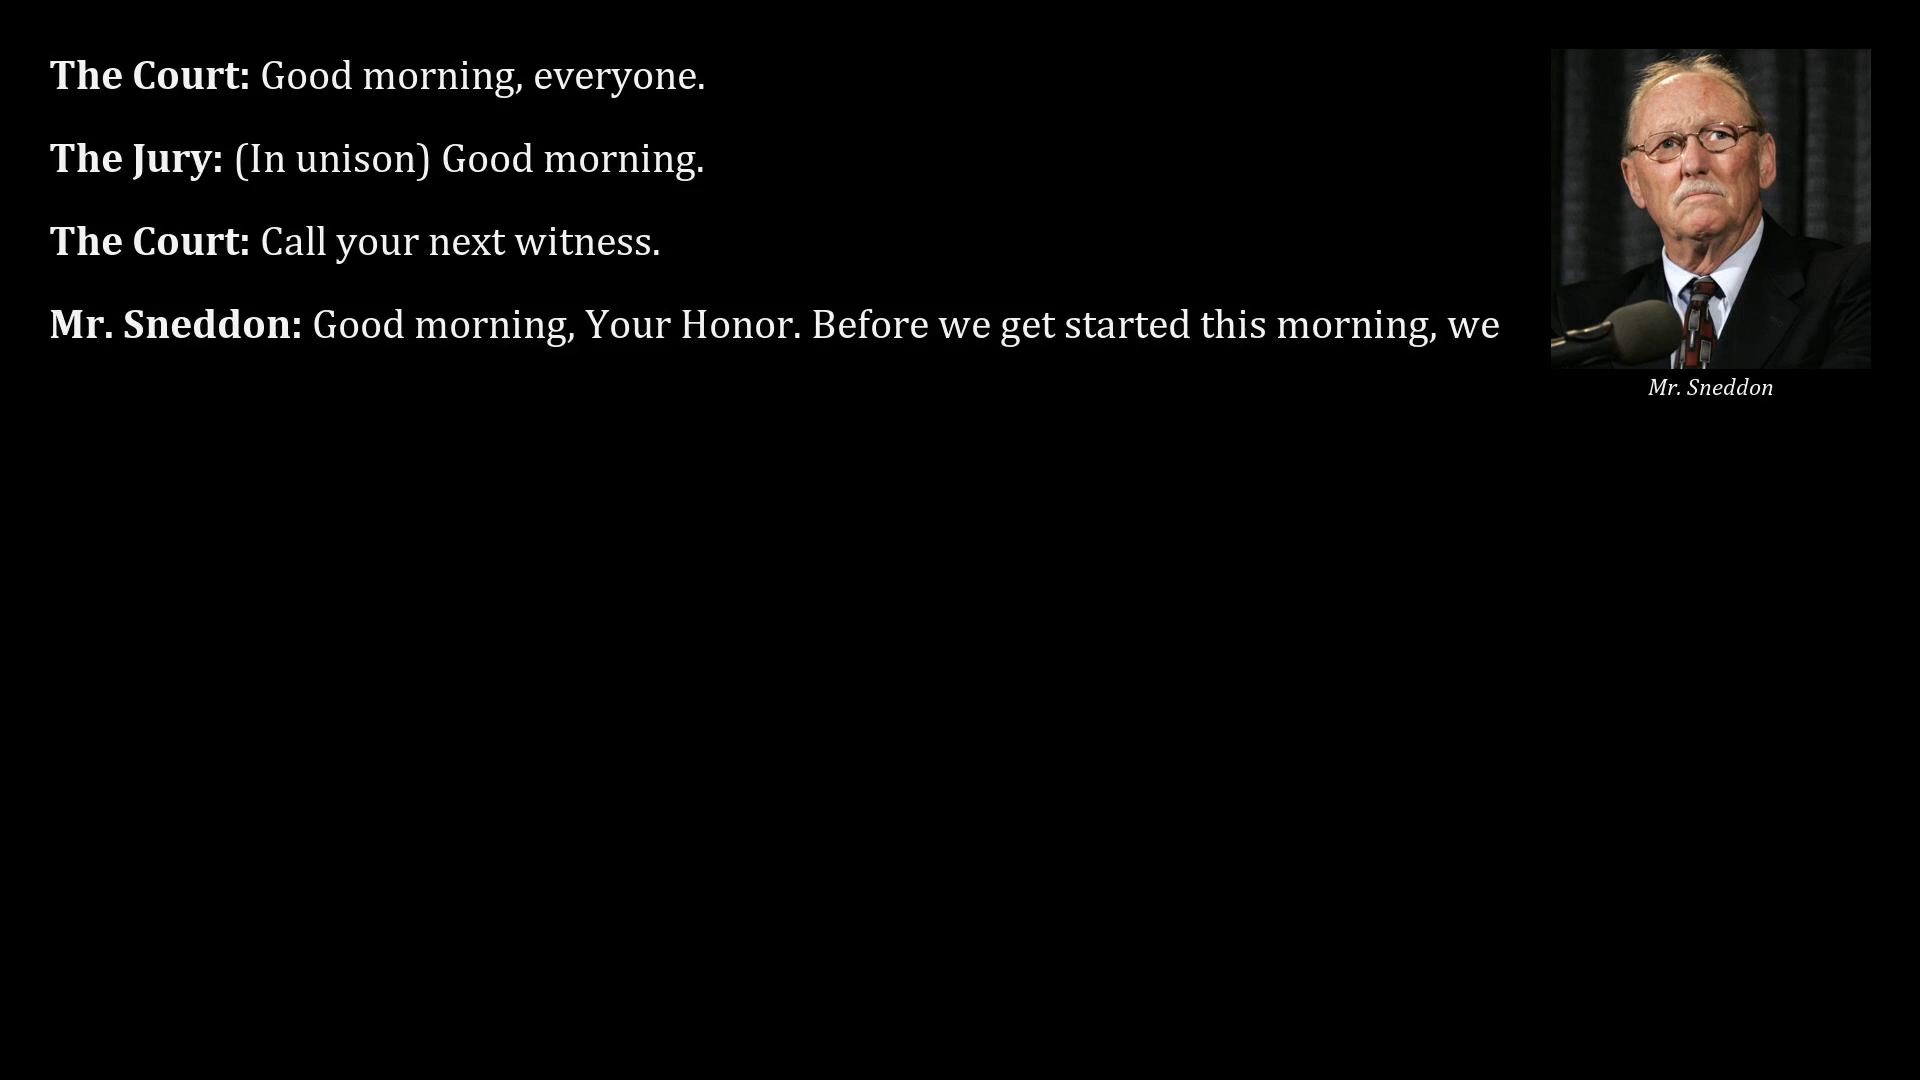 The Court: Good morning, everyone.
The Jury: (In unison) Good morning.
The Court: Call your next witness.
Mr. Sneddon: Good morning, Your Honor. Before we get started this morning, we
Mr. Sneddon